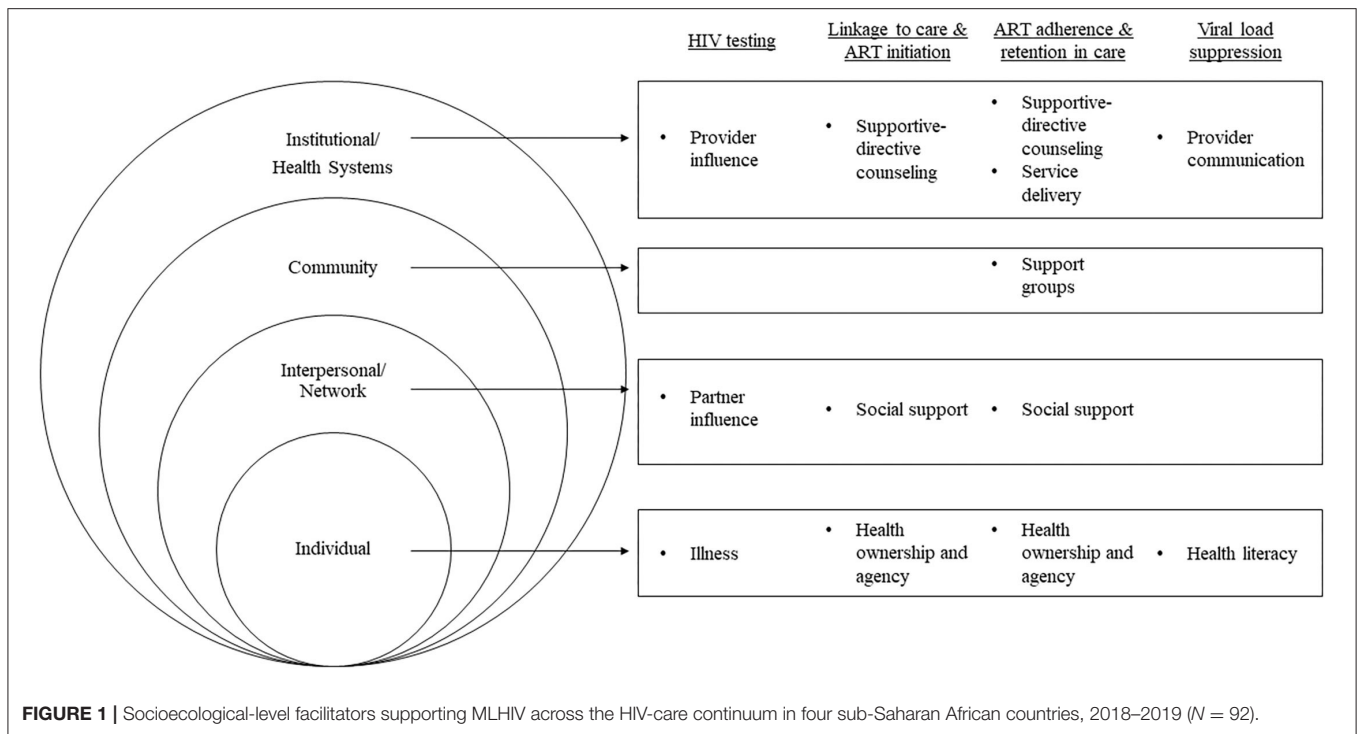 HIV testing
Linkage to care &
ART initiation
ART adherence &
retention in care
Viral load
suppression
Institutional/
Health Systems
• Provider
influence
• Supportive-
directive
counseling
• Supportive-
directive
counseling
• Service
delivery
• Provider
communication
Community
• Support
groups
Interpersonal/
Network
• Partner
influence
• Social support
• Social support
Individual
• Illness
• Health
ownership and
agency
• Health
ownership and
agency
• Health literacy
FIGURE 1 | Socioecological-level facilitators supporting MLHIV across the HIV-care continuum in four sub-Saharan African countries, 2018–2019 (N = 92).